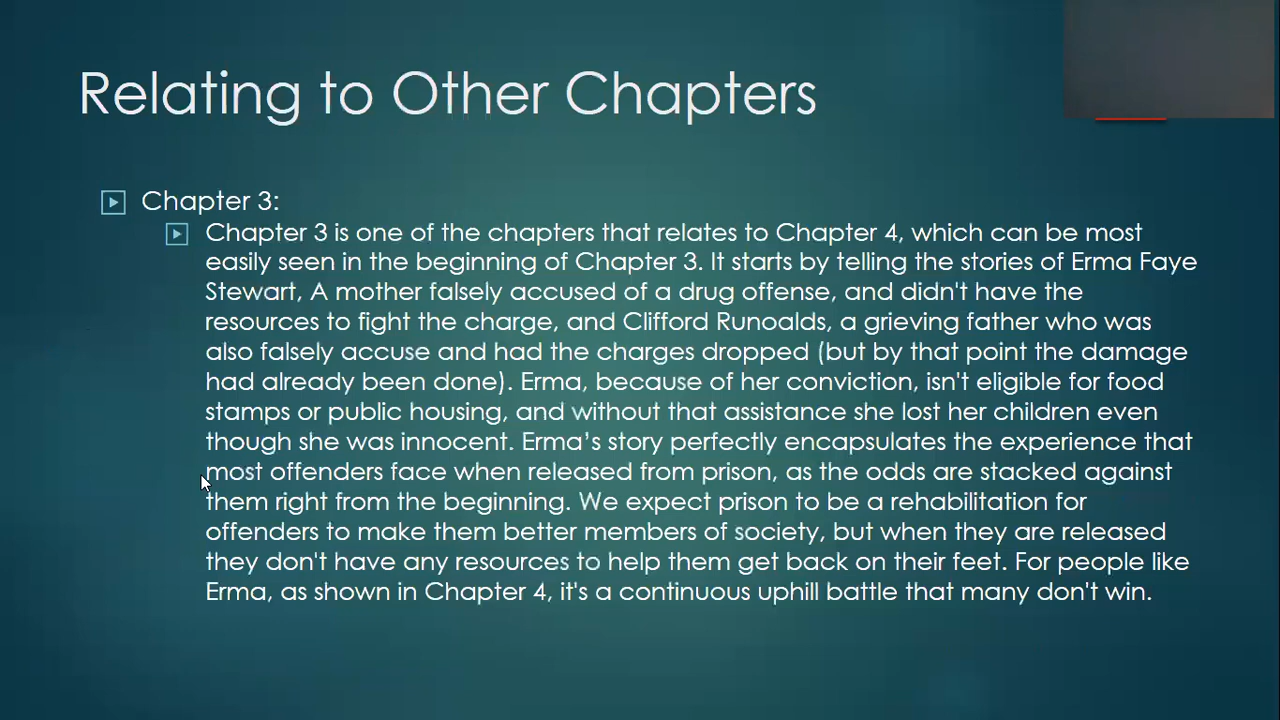 Relating to Other Chapters
Chapter 3:
Chapter 3 is one of the chapters that relates to Chapter 4, which can be most
easily seen in the beginning of Chapter 3. It starts by telling the stories of Erma Faye
Stewart, A mother falsely accused of a drug offense, and didn't have the
resources to fight the charge, and Clifford Runoalds, a grieving father who was
also falsely accuse and had the charges dropped (but by that point the damage
had already been done). Erma, because of her conviction, isn't eligible for food
stamps or public housing, and without that assistance she lost her children even
though she was innocent. Erma’s story perfectly encapsulates the experience that
most offenders face when released from prison, as the odds are stacked against
them right from the beginning. We expect prison to be a rehabilitation for
offenders to make them better members of society, but when they are released
they don't have any resources to help them get back on their feet. For people like
Erma, as shown in Chapter 4, it's a continuous uphill battle that many don't win.